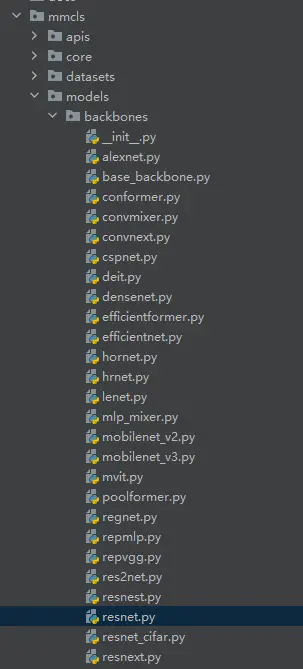 mmcls
apis
core
datasets
models
backbones
__init__.py
alexnet.py
base_backbone.py
conformer.py
convmixer.py
convnext.py
cspnet.py
deit.py
densenet.py
efficientformer.py
efficientnet.py
hornet.py
hrnet.py
lenet.py
mlp_mixer.py
mobilenet_v2.py
mobilenet_v3.py
mvit.py
poolformer.py
regnet.py
repmlp.py
repvgg.py
res2net.py
resnest.py
resnet.py
resnet_cifar.py
resnext.py